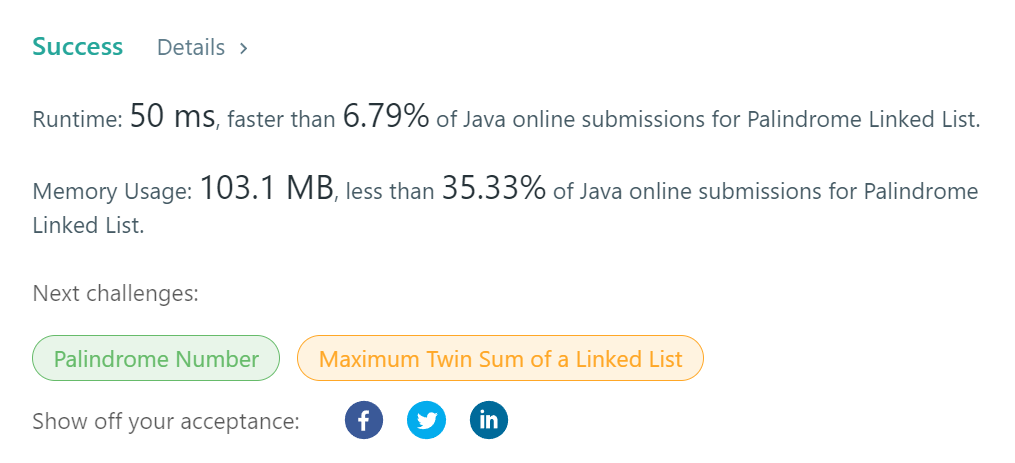 Success Details >
Runtime: 50 ms, faster than 6.79% of Java online submissions for Palindrome Linked List.
Memory Usage: 103.1 MB, less than 35.33% of Java online submissions for Palindrome
Linked List.
Next challenges:
Palindrome Number Maximum Twin Sum of a Linked List
Show off your acceptance: f in